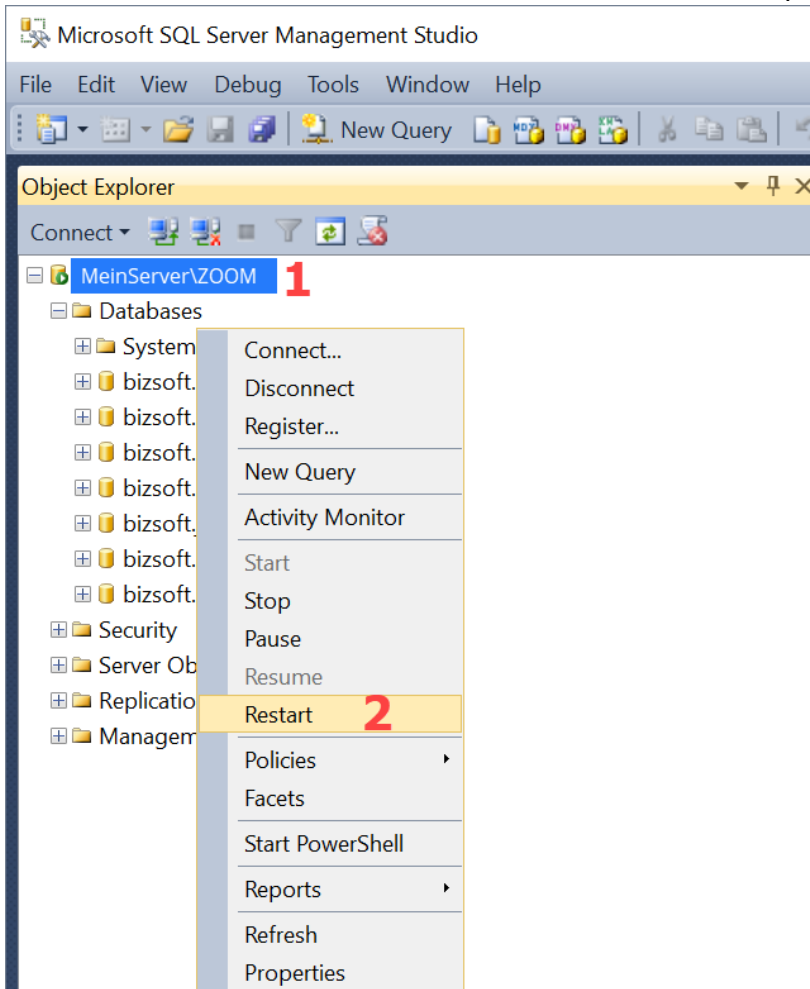 Microsoft SQL Server Management Studio
File Edit View Debug Tools Window Help
New Query
Object Explorer
Connect
MeinServer\ZOOM 1
Databases
System
bizsoft.
bizsoft.
bizsoft.
bizsoft.
bizsoft.
bizsoft.
bizsoft.
Security
Server Ob
Replicatio
Managem
Connect...
Disconnect
Register...
New Query
Activity Monitor
Start
Stop
Pause
Resume
Restart 2
Policies
Facets
Start PowerShell
Reports
Refresh
Properties